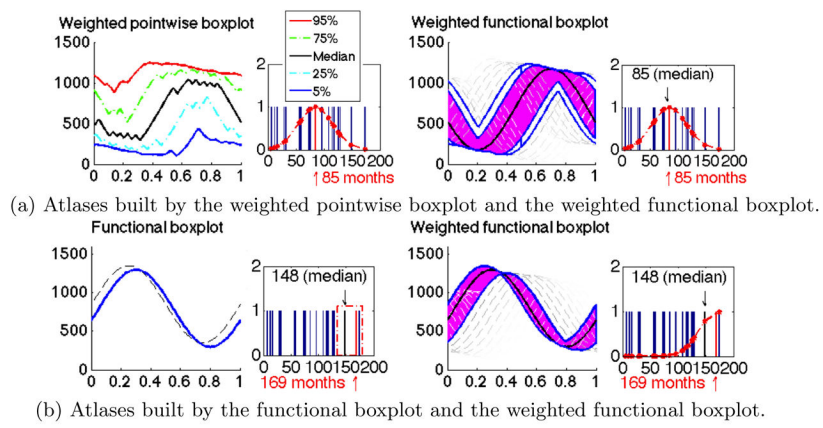 Weighted pointwise boxplot
1500
1000
500
0
0 0.2 0.4 0.6 0.8 1
95%
75%
Median
25%
5%
2
1
0
0 50 100 150 200
↑85 months
Weighted functional boxplot
1500
1000
500
0
0 0.2 0.4 0.6 0.8 1
85 (median)
2
1
0
0 50 100 150 200
↑85 months
(a) Atlases built by the weighted pointwise boxplot and the weighted functional boxplot.
Functional boxplot
1500
1000
500
0
0 0.2 0.4 0.6 0.8 1
148 (median)
2
1
0
0 50 100 150 200
169 months ↑
Weighted functional boxplot
1500
1000
500
0
0 0.2 0.4 0.6 0.8 1
148 (median)
2
1
0
0 50 100 150 200
169 months ↑
(b) Atlases built by the functional boxplot and the weighted functional boxplot.